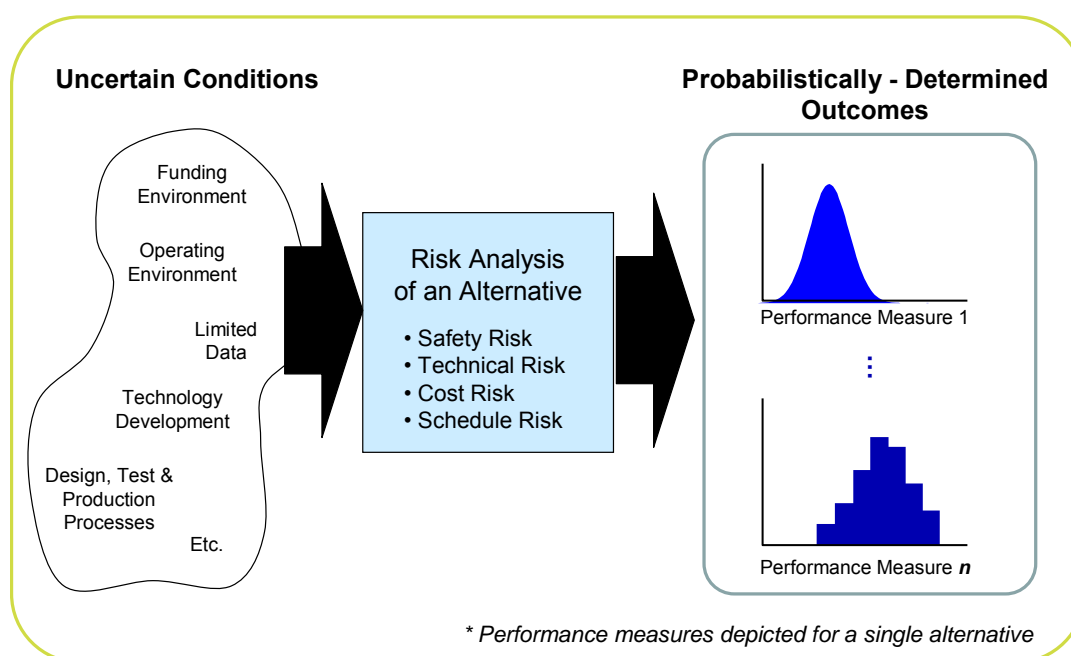 Uncertain Conditions
Funding
Environment
Operating
Environment
Limited
Data
Technology
Development
Design, Test &
Production
Processes
Etc.
Risk Analysis
of an Alternative
• Safety Risk
• Technical Risk
• Cost Risk
• Schedule Risk
Probabilistically - Determined
Outcomes
Performance Measure 1
...
Performance Measure n
* Performance measures depicted for a single alternative